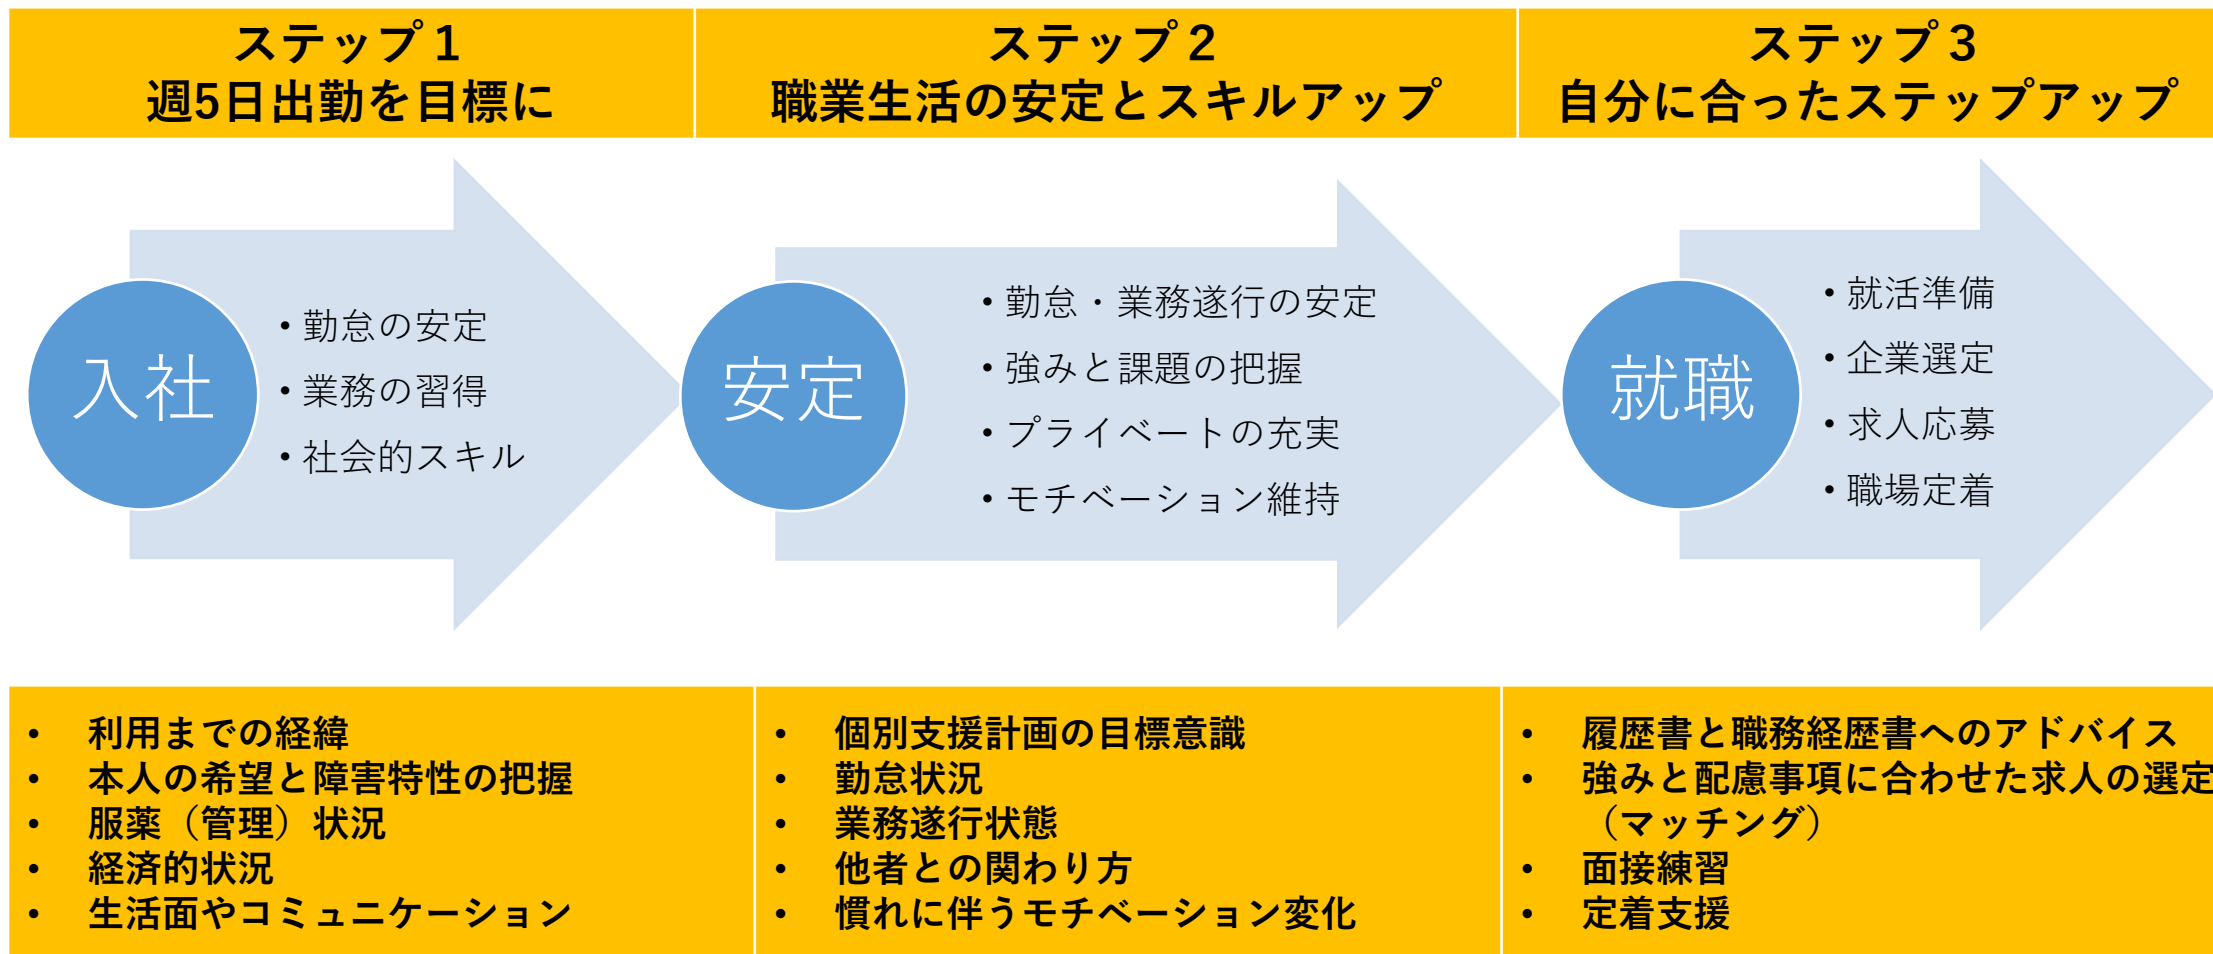 ステップ 1
週5日出勤を目標に
ステップ 2
職業生活の安定とスキルアップ
ステップ 3
自分に合ったステップアップ
入社
・勤怠の安定
・業務の習得
・社会的スキル
安定
・勤怠・業務遂行の安定
・強みと課題の把握
・プライベートの充実
・モチベーション維持
就職
・就活準備
・企業選定
・求人応募
・職場定着
• 利用までの経緯
• 本人の希望と障害特性の把握
• 服薬（管理）状況
• 経済的状況
• 生活面やコミュニケーション
• 個別支援計画の目標意識
• 勤怠状況
• 業務遂行状態
• 他者との関わり方
• 慣れに伴うモチベーション変化
• 履歴書と職務経歴書へのアドバイス
• 強みと配慮事項に合わせた求人の選定
（マッチング）
• 面接練習
• 定着支援